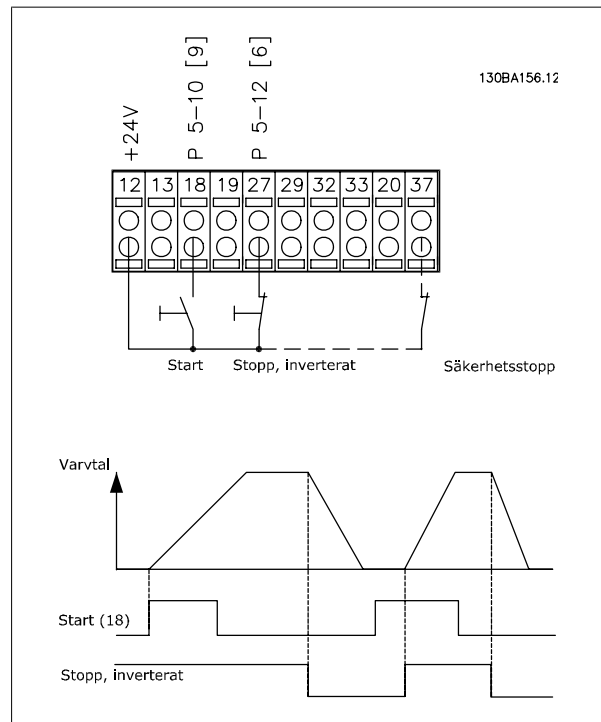 130BA156.12
+24V
P 5-10 [9]
P 5-12 [6]
12 13 18 19 27 29 32 33 20 37
Start Stopp, inverterat Säkerhetsstopp
Varvtal
Start (18)
Stopp, inverterat